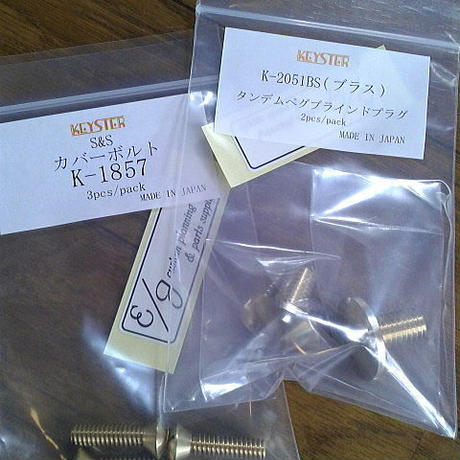 KEYSTER
S&S
カバーボルト
K-1857
3pcs/pack
MADE IN JAPAN
KEYSTER
K-2051BS(ブラス)
タンデムペグブラインドプラグ
2pcs/pack
MADE IN JAPAN
planning
& parts supply